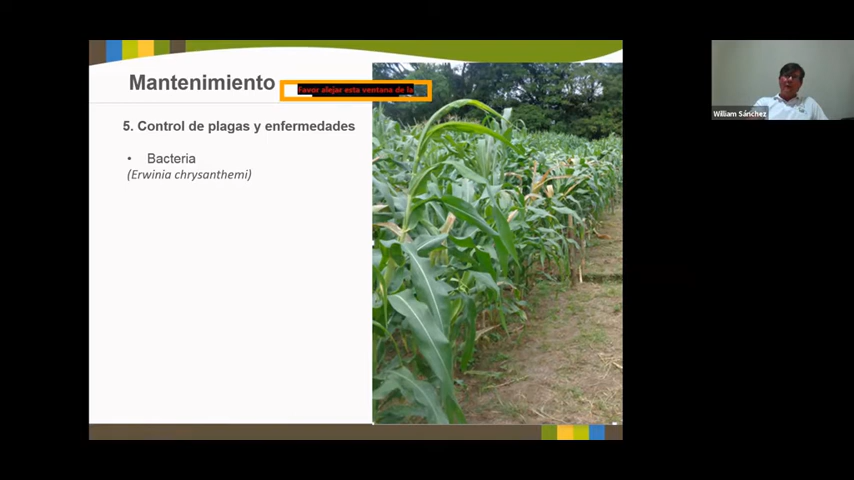 Mantenimiento
Favor alejar esta ventana de la
5. Control de plagas y enfermedades
• Bacteria
(Erwinia chrysanthemi)
William Sánchez